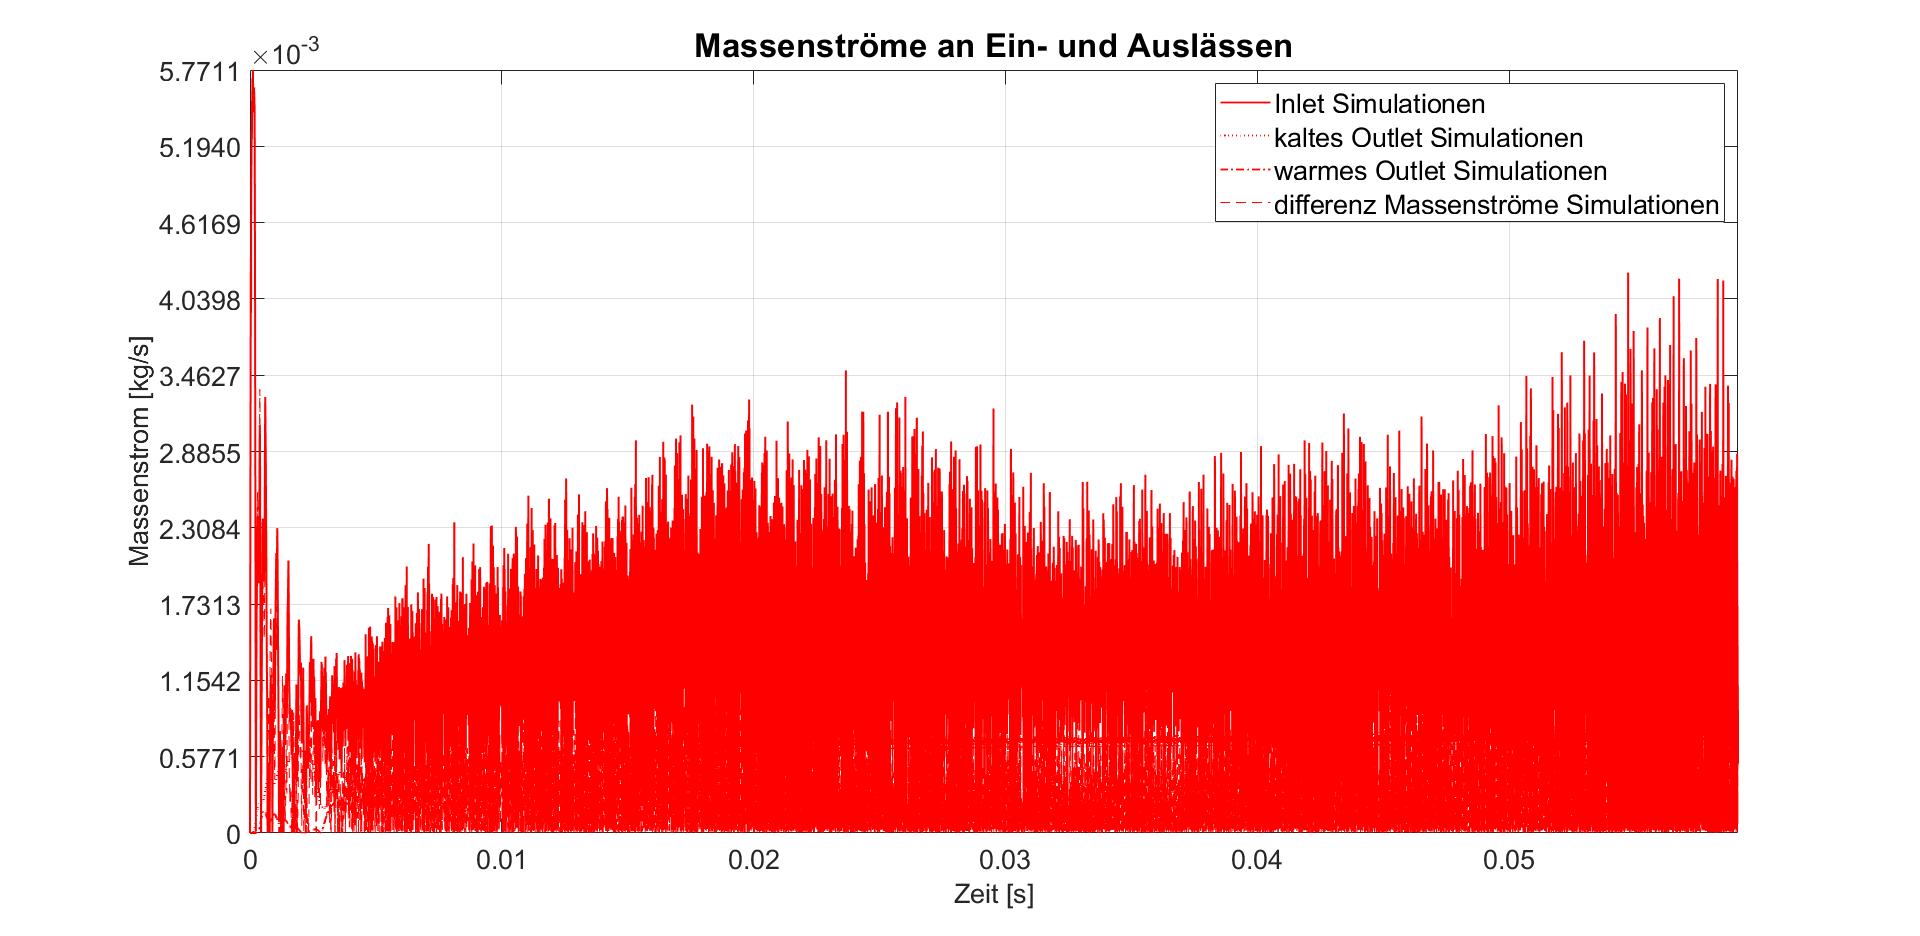 Massenströme an Ein- und Auslässen
×10-3
5.7711
5.1940
4.6169
4.0398
3.4627
2.8855
2.3084
1.7313
1.1542
0.5771
0
Massenstrom [kg/s]
Inlet Simulationen
kaltes Outlet Simulationen
warmes Outlet Simulationen
differenz Massenströme Simulationen
0 0.01 0.02 0.03 0.04 0.05
Zeit [s]